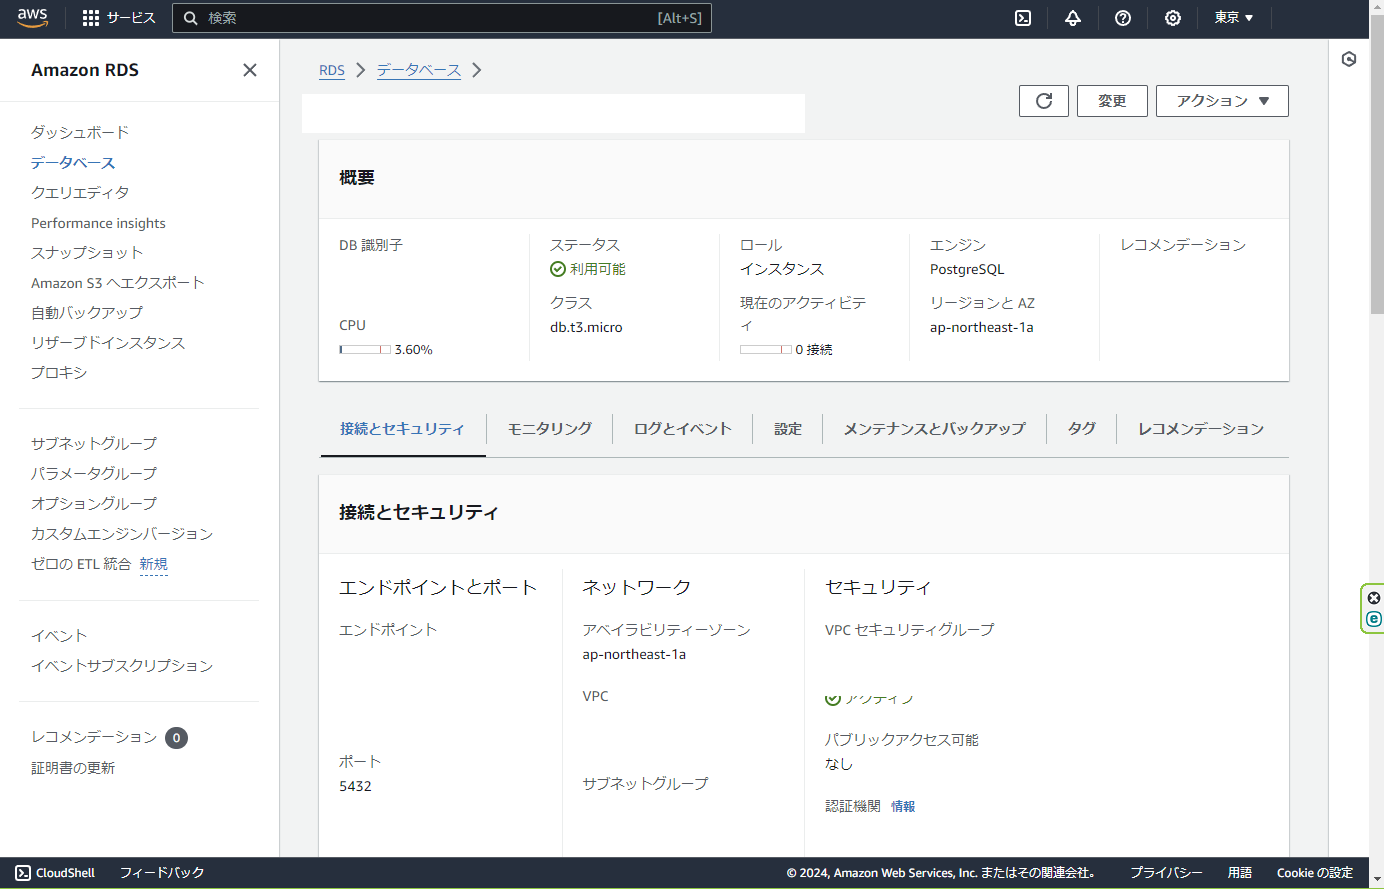 aws サービス 検索 [Alt+S] 東京 ▼
Amazon RDS
ダッシュボード
データベース
クエリエディタ
Performance insights
スナップショット
Amazon S3 へエクスポート
自動バックアップ
リザーブドインスタンス
プロキシ
サブネットグループ
パラメータグループ
オプショングループ
カスタムエンジンバージョン
ゼロの ETL 統合 新規
イベント
イベントサブスクリプション
レコメンデーション 0
証明書の更新
RDS > データベース >
変更 アクション ▼
概要
DB 識別子
CPU
3.60%
ステータス
利用可能
クラス
db.t3.micro
ロール
インスタンス
現在のアクティビテ
ィ
0 接続
エンジン
PostgreSQL
リージョンと AZ
ap-northeast-1a
レコメンデーション
接続とセキュリティ モニタリング ログとイベント 設定 メンテナンスとバックアップ タグ レコメンデーション
接続とセキュリティ
エンドポイントとポート
エンドポイント
ポート
5432
ネットワーク
アベイラビリティーゾーン
ap-northeast-1a
VPC
サブネットグループ
セキュリティ
VPC セキュリティグループ
アクティブ
パブリックアクセス可能
なし
認証機関 情報
CloudShell フィードバック © 2024, Amazon Web Services, Inc. またはその関連会社。 プライバシー 用語 Cookie の設定